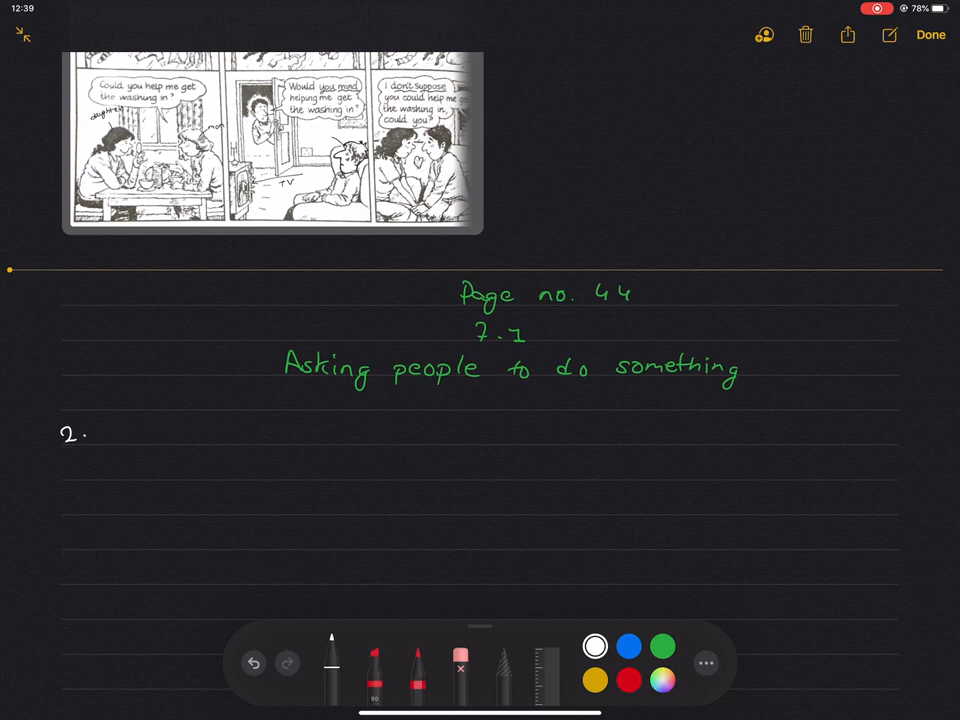 12:39
78%
Done
Could you help me get
the washing in?
daughter
mom
Would you mind
helping me get
the washing in?
TV
I don't suppose
you could help me get
the washing in,
could you?
Page no. 44
7.1
Asking people to do something
2.
80